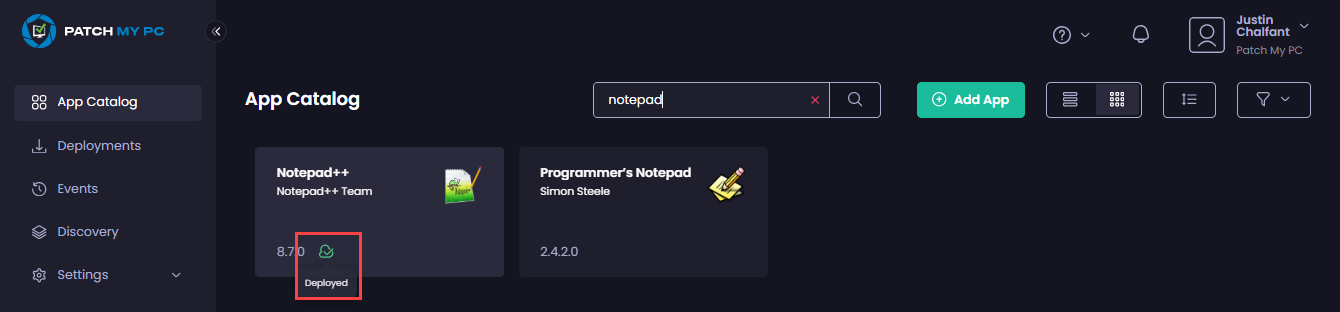 PATCH MY PC
Justin
Chalfant
Patch My PC
App Catalog
Deployments
Events
Discovery
Settings
App Catalog
notepad
Add App
Notepad++
Notepad++ Team
8.7.0
Deployed
Programmer's Notepad
Simon Steele
2.4.2.0